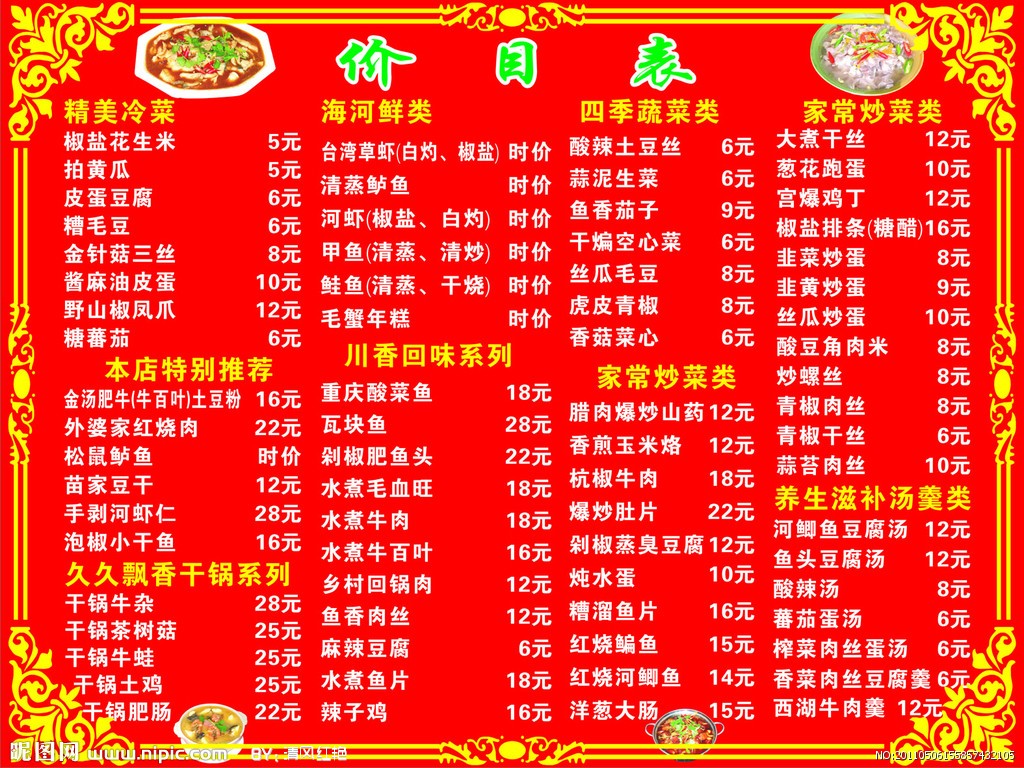 价目表
精美冷菜
椒盐花生米 5元
拍黄瓜 5元
皮蛋豆腐 6元
糟毛豆 6元
金针菇三丝 8元
酱麻油皮蛋 10元
野山椒凤爪 12元
糖蕃茄 6元
本店特别推荐
金汤肥牛(牛百叶)土豆粉 16元
外婆家红烧肉 22元
松鼠鲈鱼 时价
苗家豆干 12元
手剥河虾仁 28元
泡椒小干鱼 16元
久久飘香干锅系列
干锅牛杂 28元
干锅茶树菇 25元
干锅牛蛙 25元
干锅土鸡 25元
干锅肥肠 22元
海河鲜类
台湾草虾(白灼、椒盐) 时价
清蒸鲈鱼 时价
河虾(椒盐、白灼) 时价
甲鱼(清蒸、清炒) 时价
鲑鱼(清蒸、干烧) 时价
毛蟹年糕 时价
川香回味系列
重庆酸菜鱼 18元
瓦块鱼 28元
剁椒肥鱼头 22元
水煮毛血旺 18元
水煮牛肉 18元
水煮牛百叶 16元
乡村回锅肉 12元
鱼香肉丝 12元
麻辣豆腐 6元
水煮鱼片 18元
辣子鸡 16元
四季蔬菜类
酸辣土豆丝 6元
蒜泥生菜 6元
鱼香茄子 9元
干煸空心菜 6元
丝瓜毛豆 8元
虎皮青椒 8元
香菇菜心 6元
家常炒菜类
腊肉爆炒山药 12元
香煎玉米烙 12元
杭椒牛肉 18元
爆炒肚片 22元
剁椒蒸臭豆腐 12元
炖水蛋 10元
糟溜鱼片 16元
红烧鳊鱼 15元
红烧河鲫鱼 14元
洋葱大肠 15元
家常炒菜类
大煮干丝 12元
葱花跑蛋 10元
宫爆鸡丁 12元
椒盐排条(糖醋) 16元
韭菜炒蛋 8元
韭黄炒蛋 9元
丝瓜炒蛋 10元
酸豆角肉米 8元
炒螺丝 8元
青椒肉丝 8元
青椒干丝 6元
蒜苔肉丝 10元
养生滋补汤羹类
河鲫鱼豆腐汤 12元
鱼头豆腐汤 12元
酸辣汤 8元
蕃茄蛋汤 6元
榨菜肉丝蛋汤 6元
香菜肉丝豆腐羹 6元
西湖牛肉羹 12元
昵图网 www.nipic.com BY:清风红艳